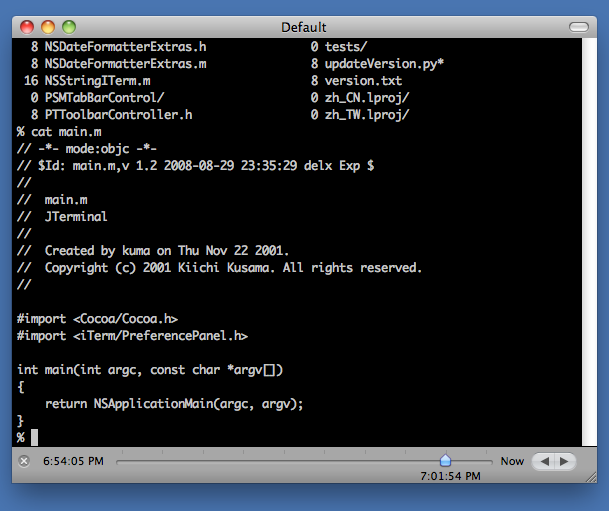 Default
8 NSDateFormatterExtras.h 0 tests/
8 NSDateFormatterExtras.m 8 updateVersion.py*
16 NSStringITerm.m 8 version.txt
0 PSMTabBarControl/ 0 zh_CN.lproj/
8 PTToolbarController.h 0 zh_TW.lproj/
% cat main.m
// -*- mode:objc -*-
// $Id: main.m,v 1.2 2008-08-29 23:35:29 delx Exp $
//
//  main.m
//  JTerminal
//
//  Created by kuma on Thu Nov 22 2001.
//  Copyright (c) 2001 Kiichi Kusama. All rights reserved.
//
#import <Cocoa/Cocoa.h>
#import <iTerm/PreferencePanel.h>
int main(int argc, const char *argv[])
{
    return NSApplicationMain(argc, argv);
}
%
6:54:05 PM Now
7:01:54 PM